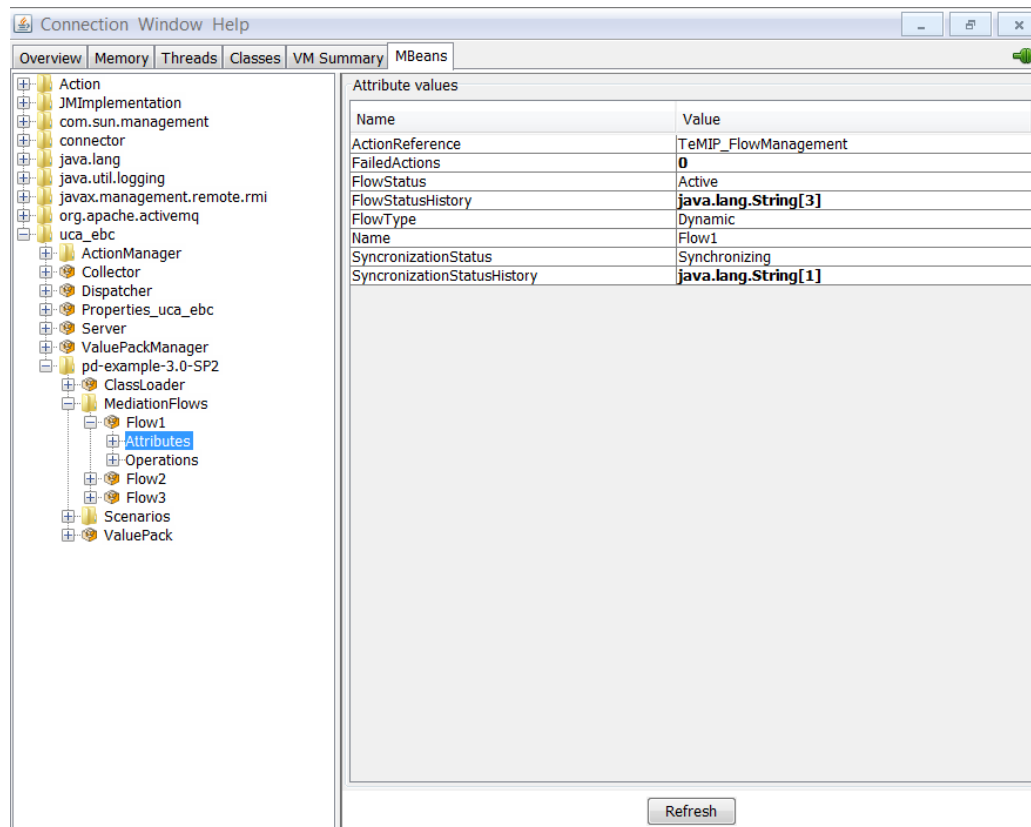 Connection Window Help
Overview Memory Threads Classes VM Summary MBeans
Action
JMImplementation
com.sun.management
connector
java.lang
java.util.logging
javax.management.remote.rmi
org.apache.activemq
uca_ebc
ActionManager
Collector
Dispatcher
Properties_uca_ebc
Server
ValuePackManager
pd-example-3.0-SP2
ClassLoader
MediationFlows
Flow1
Attributes
Operations
Flow2
Flow3
Scenarios
ValuePack
Attribute values
Name Value
ActionReference TeMIP_FlowManagement
FailedActions 0
FlowStatus Active
FlowStatusHistory java.lang.String[3]
FlowType Dynamic
Name Flow1
SyncronizationStatus Synchronizing
SyncronizationStatusHistory java.lang.String[1]
Refresh